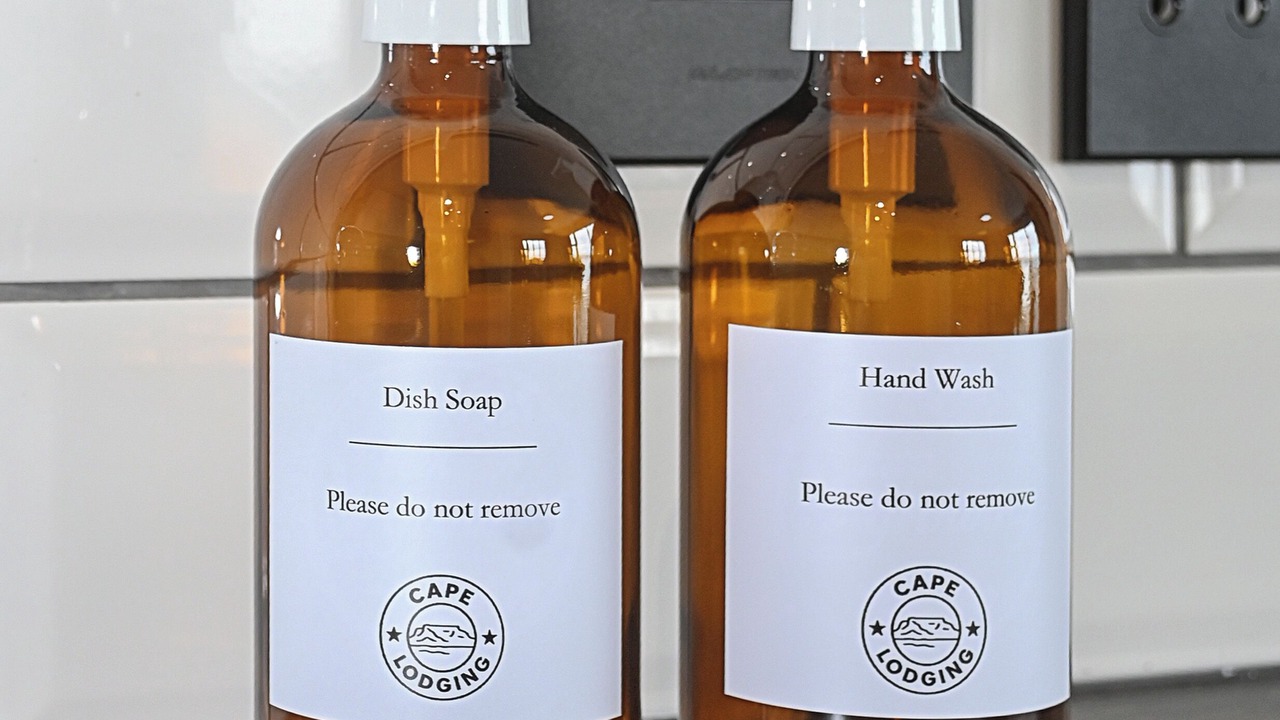 Dish Soap
Please do not remove
CAPE
LODGING
Hand Wash
Please do not remove
CAPE
LODGING